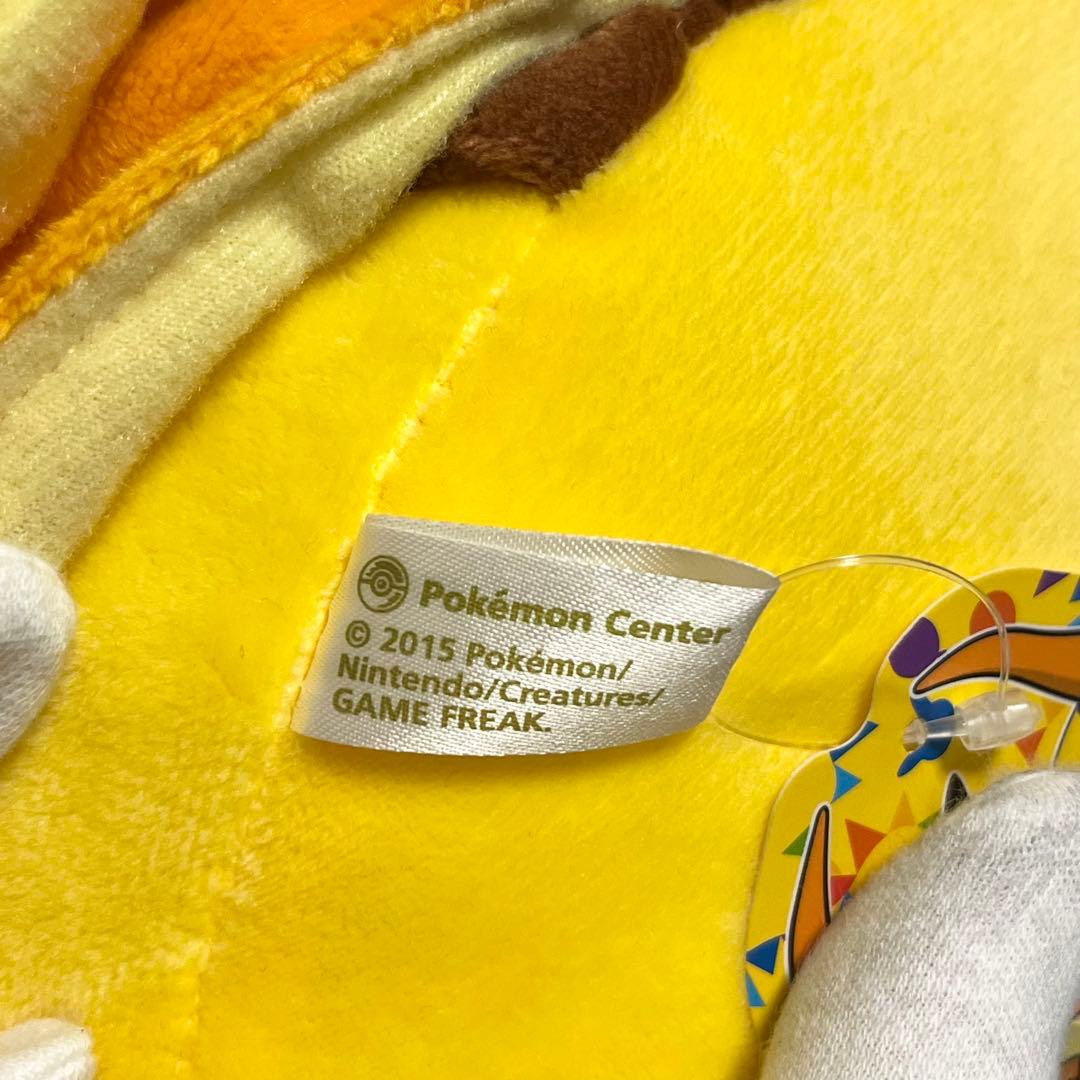 Pokémon Center
© 2015 Pokémon/
Nintendo/Creatures/
GAME FREAK.